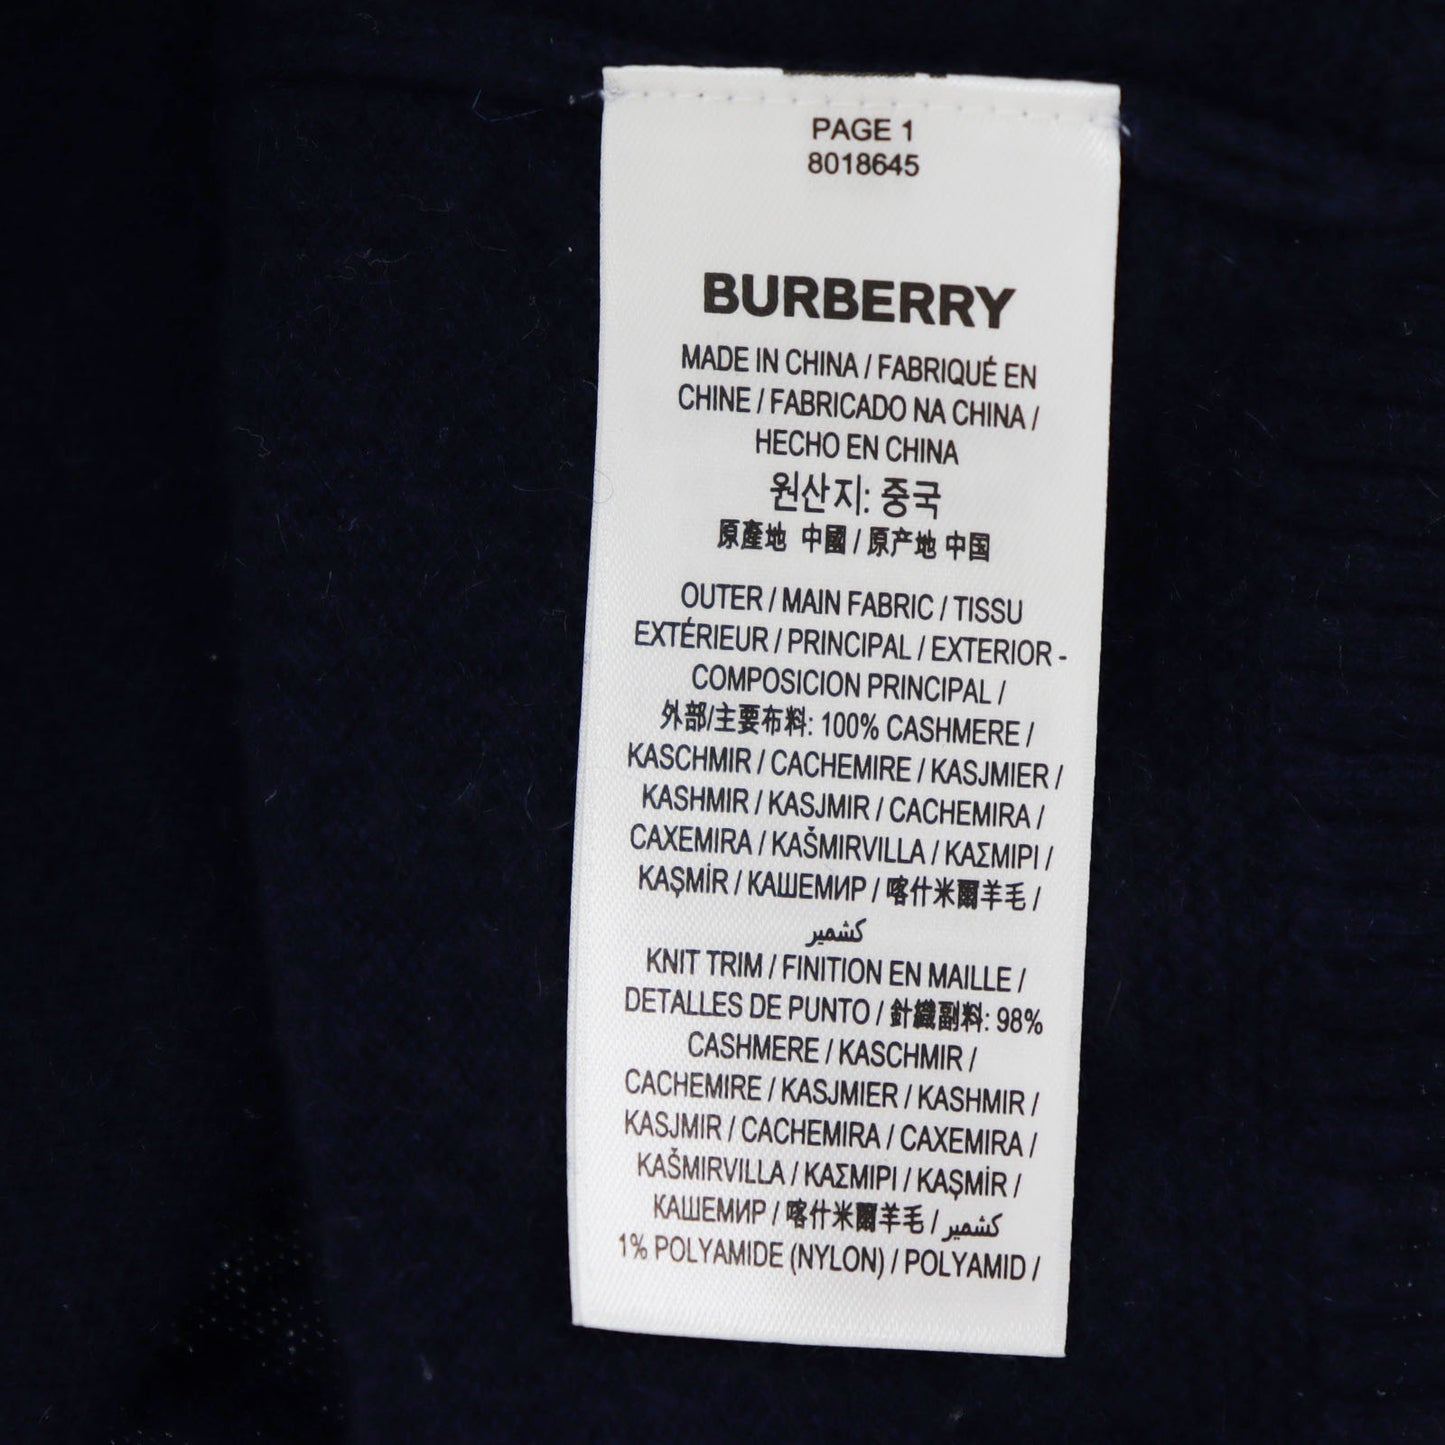 PAGE 1
8018645
BURBERRY
MADE IN CHINA / FABRIQUÉ EN
CHINE / FABRICADO NA CHINA /
HECHO EN CHINA
원산지: 중국
原產地 中國 / 原产地 中国
OUTER / MAIN FABRIC / TISSU
EXTÉRIEUR / PRINCIPAL / EXTERIOR -
COMPOSICION PRINCIPAL /
外部/主要布料: 100% CASHMERE /
KASCHMIR / CACHEMIRE / KASJMIER /
KASHMIR / KASJMIR / CACHEMIRA /
CAXEMIRA / KAŠMIRVILLA / ΚΑΣΜΙΡΙ /
KAŞMİR / КАШЕМИР / 喀什米爾羊毛 /
كشمير
KNIT TRIM / FINITION EN MAILLE /
DETALLES DE PUNTO / 針織副料: 98%
CASHMERE / KASCHMIR /
CACHEMIRE / KASJMIER / KASHMIR /
KASJMIR / CACHEMIRA / CAXEMIRA /
KAŠMIRVILLA / ΚΑΣΜΙΡΙ / KAŞMİR /
КАШЕМИР / 喀什米爾羊毛 / كشمير
1% POLYAMIDE (NYLON) / POLYAMID /